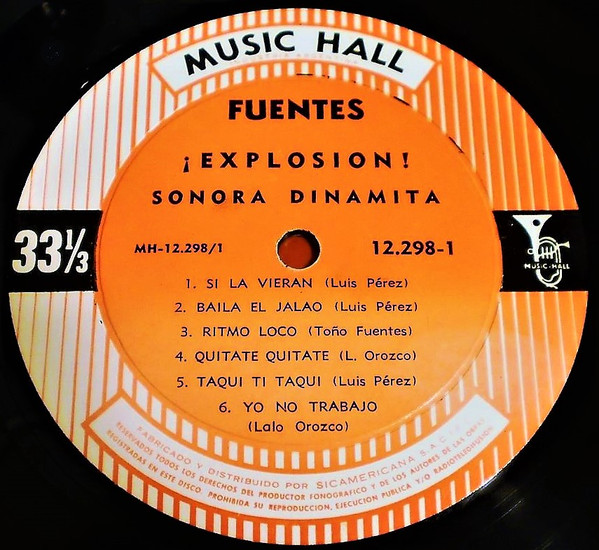 MUSIC HALL
FUENTES
¡EXPLOSION!
SONORA DINAMITA
33⅓
MUSIC-HALL
MH-12.298/1
12.298-1
1. SI LA VIERAN (Luis Pérez)
2. BAILA EL JALAO (Luis Pérez)
3. RITMO LOCO (Toño Fuentes)
4. QUITATE QUITATE (L. Orozco)
5. TAQUI TI TAQUI (Luis Pérez)
6. YO NO TRABAJO
(Lalo Orozco)
FABRICADO Y DISTRIBUIDO POR SICAMERICANA S.A.C.
RESERVADOS TODOS LOS DERECHOS DEL PRODUCTOR FONOGRAFICO Y DE LOS AUTORES DE LAS OBRAS
REGISTRADAS EN ESTE DISCO. PROHIBIDA SU REPRODUCCION, EJECUCION PUBLICA Y/O RADIOTELEDIFUSION